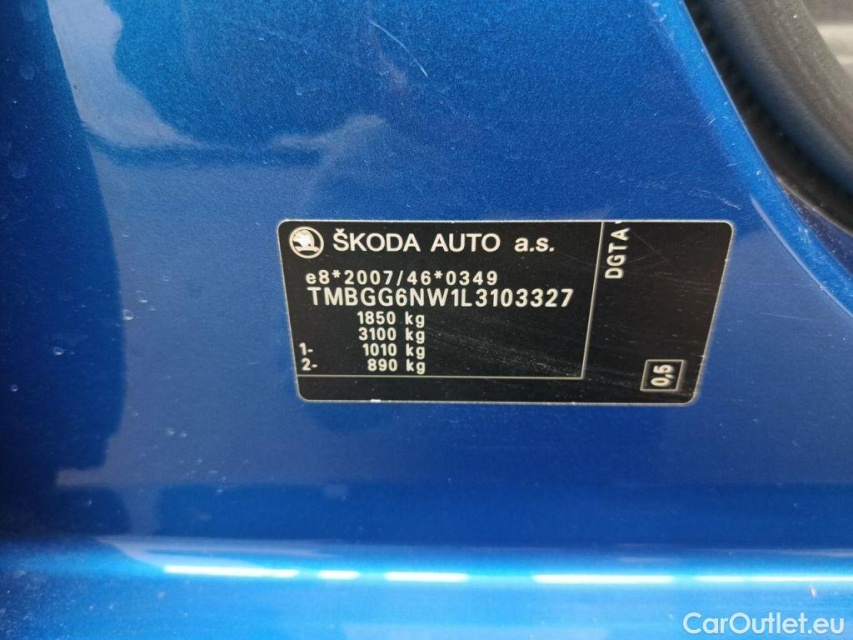 ŠKODA AUTO a.s.
e8*2007/46*0349
TMBGG6NW1L3103327
1850 kg
3100 kg
1- 1010 kg
2- 890 kg
DGTA
0,5
CarOutlet.eu